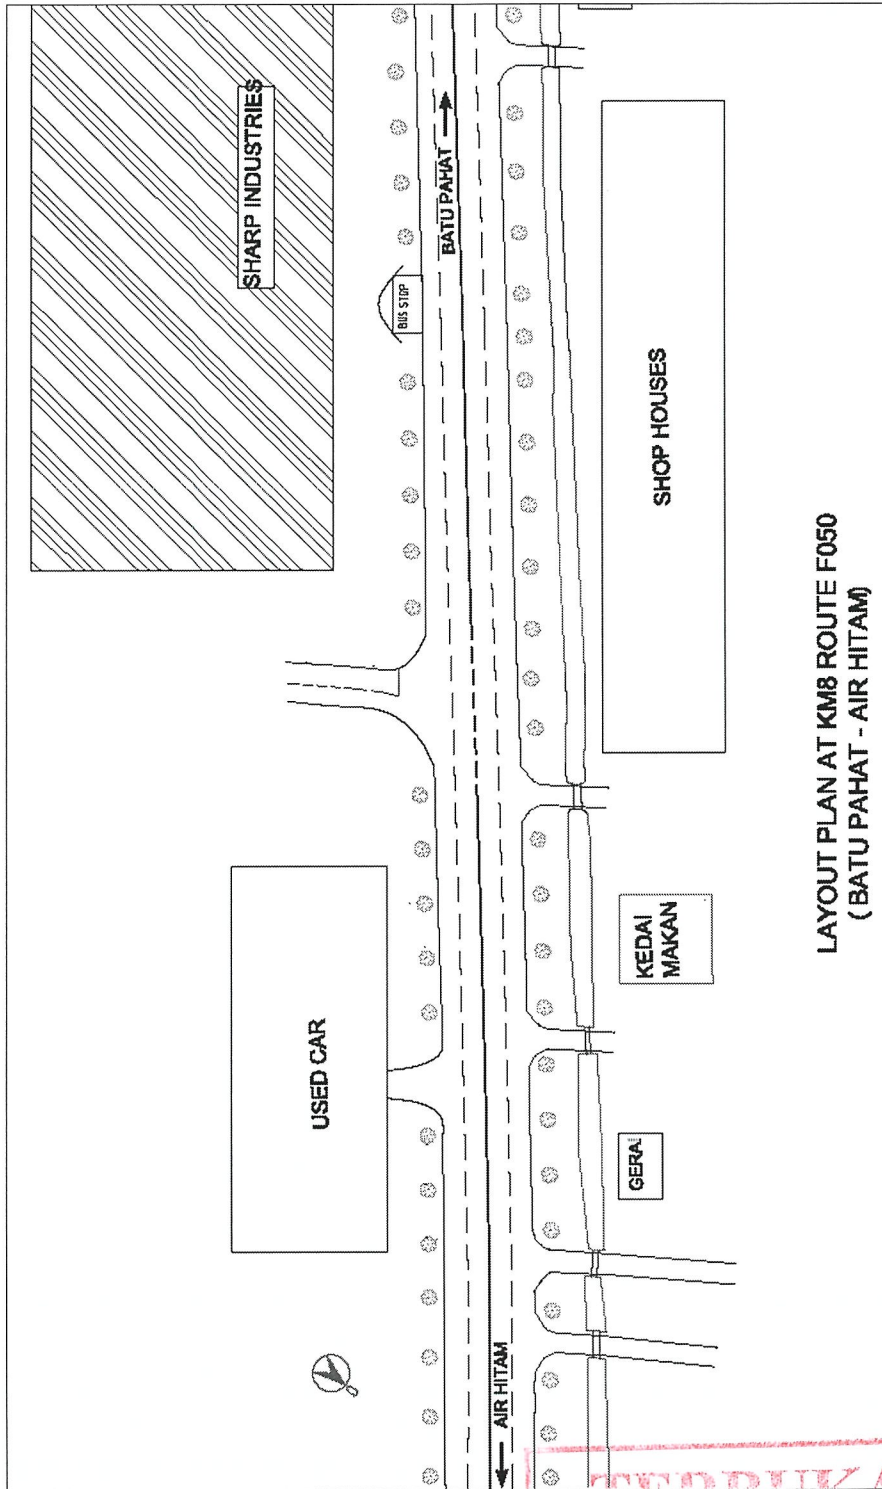 SHARP INDUSTRIES
BUS STOP
BATU PAHAT
USED CAR
AIR HITAM
SHOP HOUSES
KEDAI
MAKAN
GERAI
LAYOUT PLAN AT KM8 ROUTE F050
( BATU PAHAT - AIR HITAM)